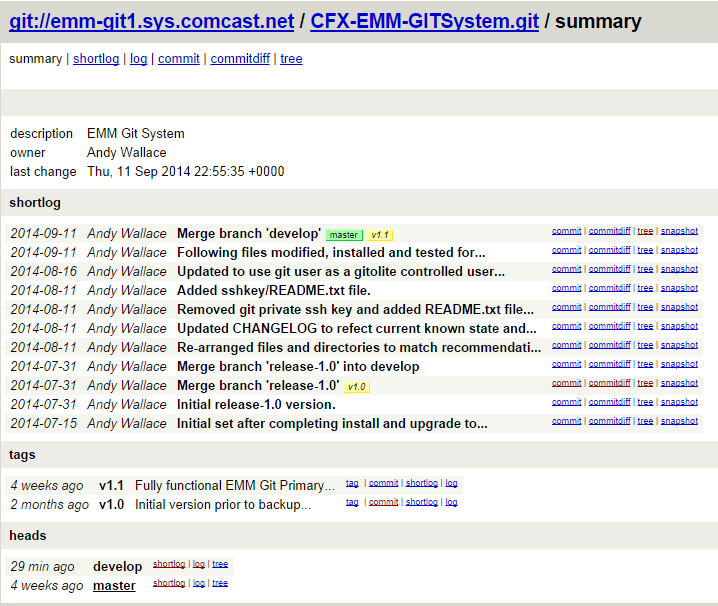 git://emm-git1.sys.comcast.net / CFX-EMM-GITSystem.git / summary
summary | shortlog | log | commit | commitdiff | tree
description EMM Git System
owner Andy Wallace
last change Thu, 11 Sep 2014 22:55:35 +0000
shortlog
2014-09-11 Andy Wallace Merge branch 'develop' master v1.1 commit | commitdiff | tree | snapshot
2014-09-11 Andy Wallace Following files modified, installed and tested for... commit | commitdiff | tree | snapshot
2014-08-16 Andy Wallace Updated to use git user as a gitolite controlled user... commit | commitdiff | tree | snapshot
2014-08-11 Andy Wallace Added sshkey/README.txt file. commit | commitdiff | tree | snapshot
2014-08-11 Andy Wallace Removed git private ssh key and added README.txt file... commit | commitdiff | tree | snapshot
2014-08-11 Andy Wallace Updated CHANGELOG to refect current known state and... commit | commitdiff | tree | snapshot
2014-08-11 Andy Wallace Re-arranged files and directories to match recommendati... commit | commitdiff | tree | snapshot
2014-07-31 Andy Wallace Merge branch 'release-1.0' into develop commit | commitdiff | tree | snapshot
2014-07-31 Andy Wallace Merge branch 'release-1.0' v1.0 commit | commitdiff | tree | snapshot
2014-07-31 Andy Wallace Initial release-1.0 version. commit | commitdiff | tree | snapshot
2014-07-15 Andy Wallace Initial set after completing install and upgrade to... commit | commitdiff | tree | snapshot
tags
4 weeks ago v1.1 Fully functional EMM Git Primary... tag | commit | shortlog | log
2 months ago v1.0 Initial version prior to backup... tag | commit | shortlog | log
heads
29 min ago develop shortlog | log | tree
4 weeks ago master shortlog | log | tree